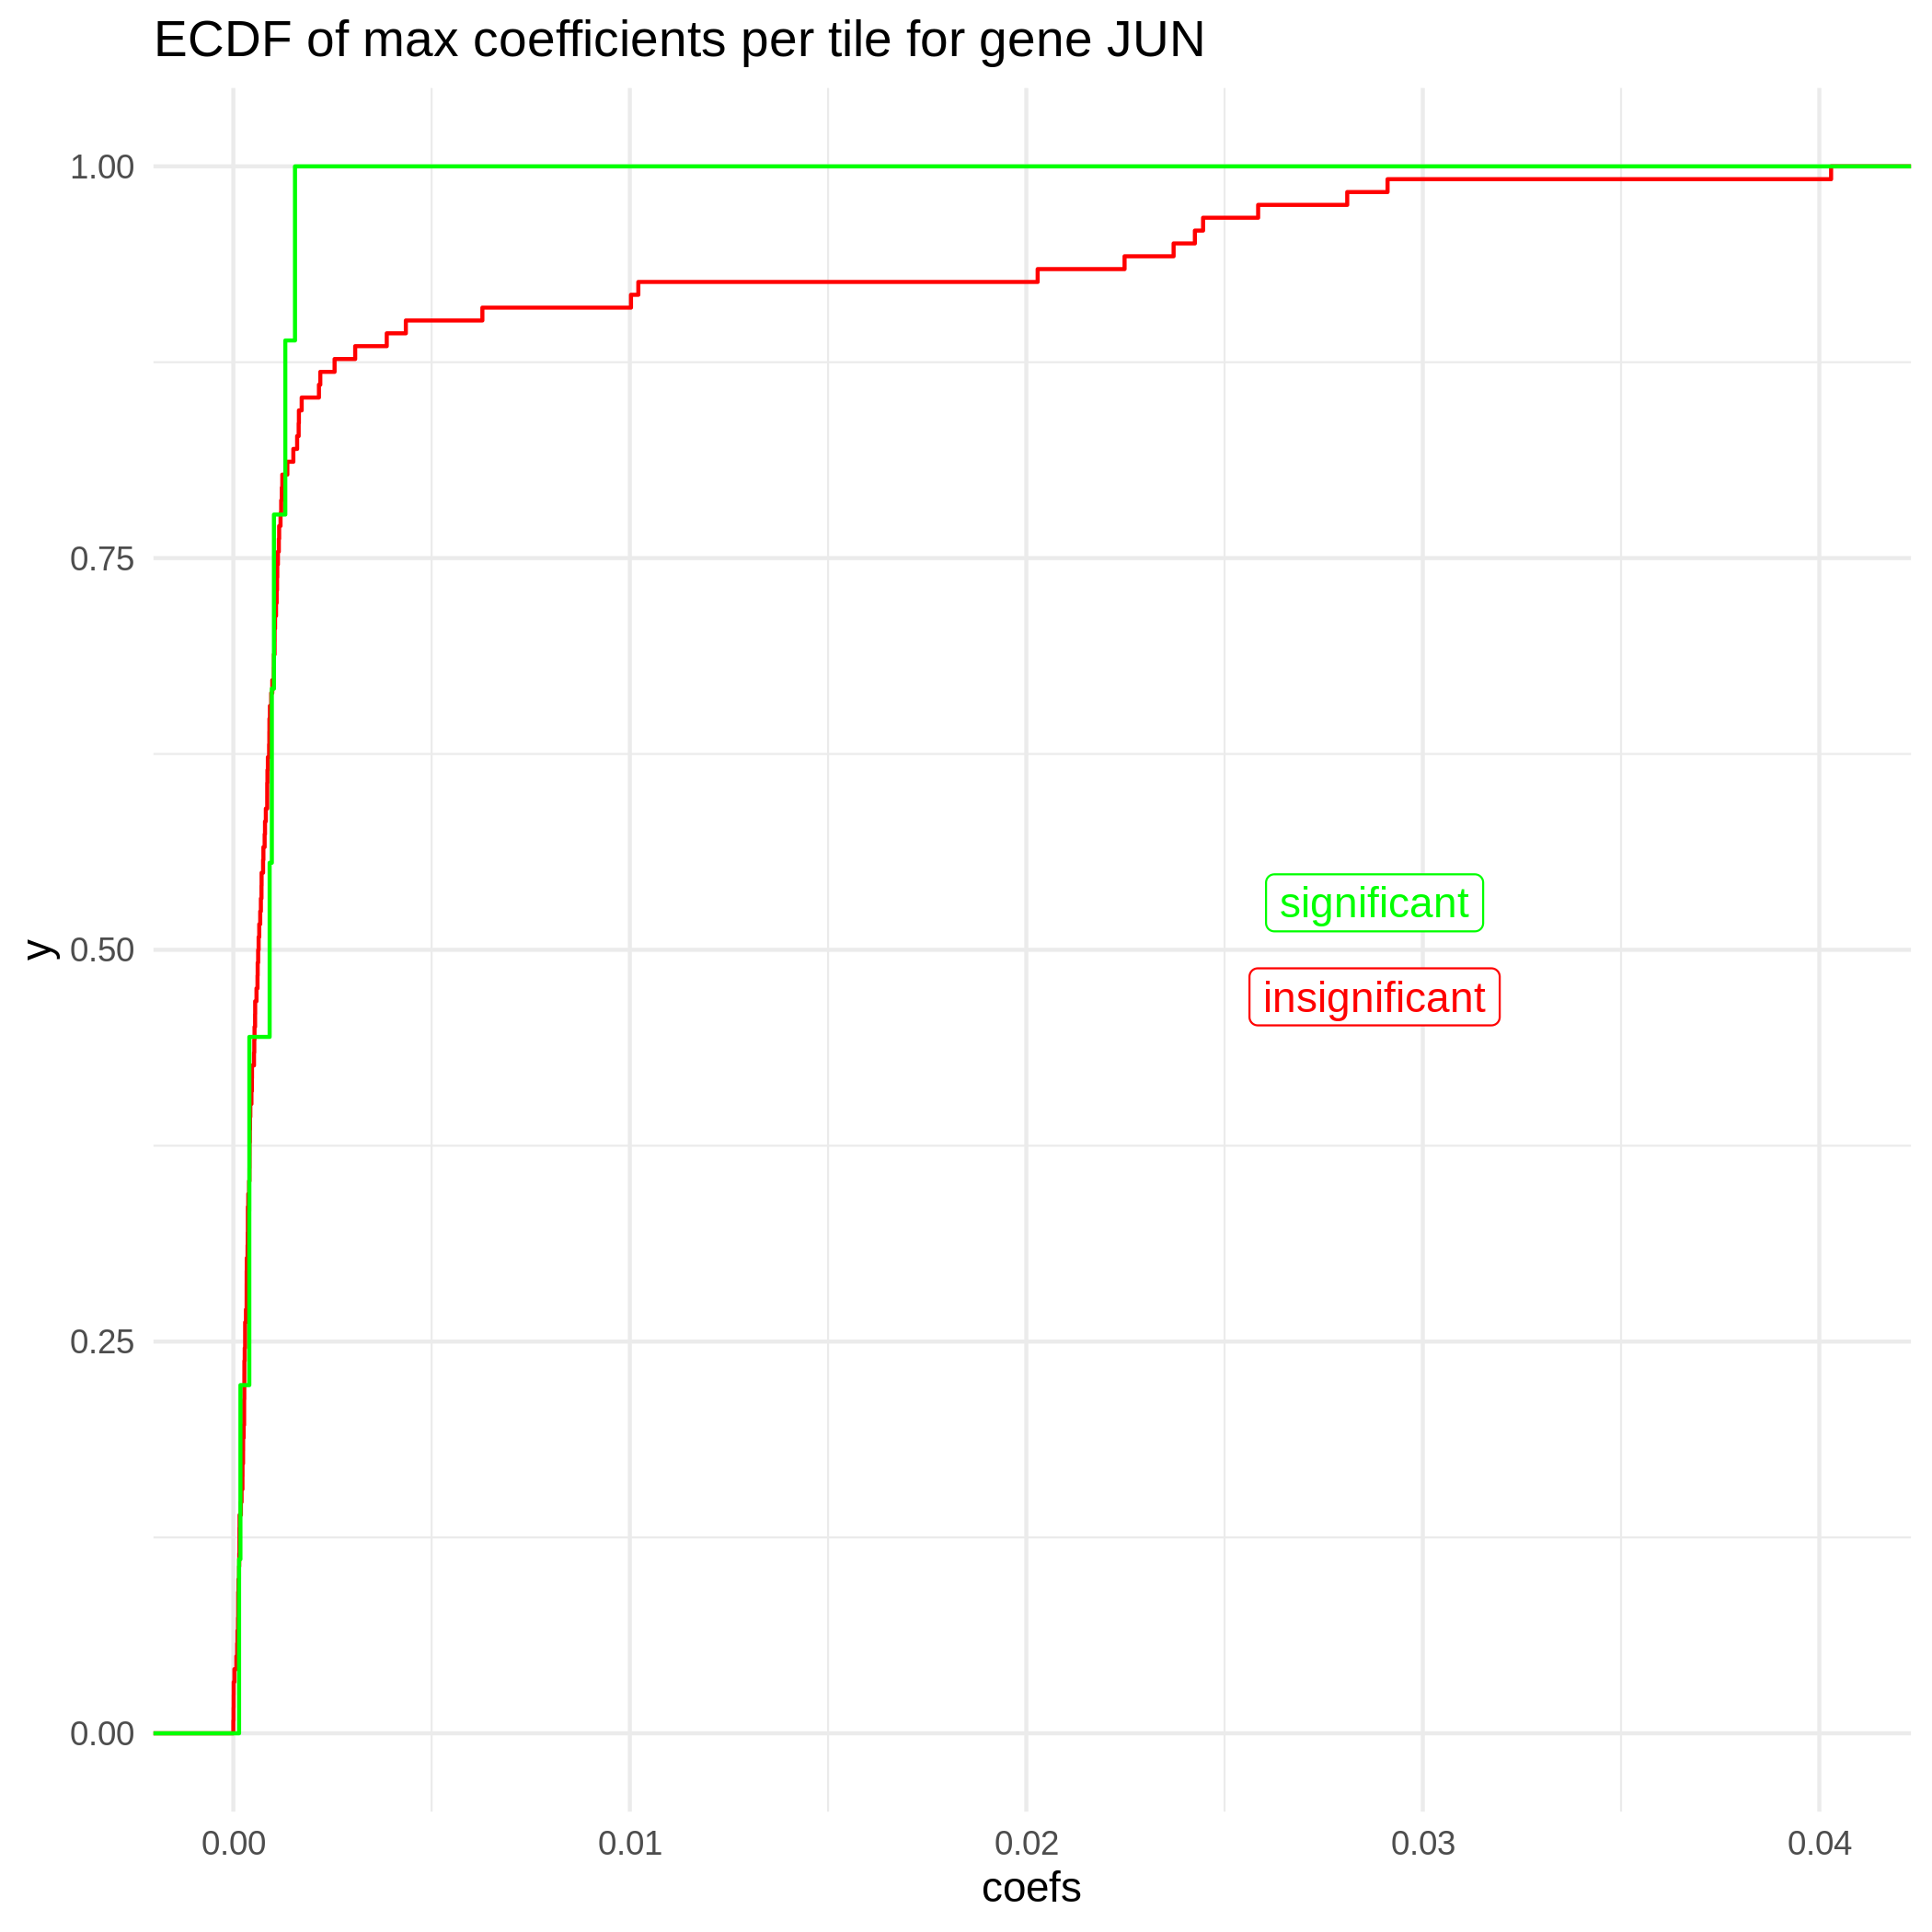 ECDF of max coefficients per tile for gene JUN
1.00
0.75
0.50
0.25
0.00
y
significant
insignificant
0.00 0.01 0.02 0.03 0.04
coefs